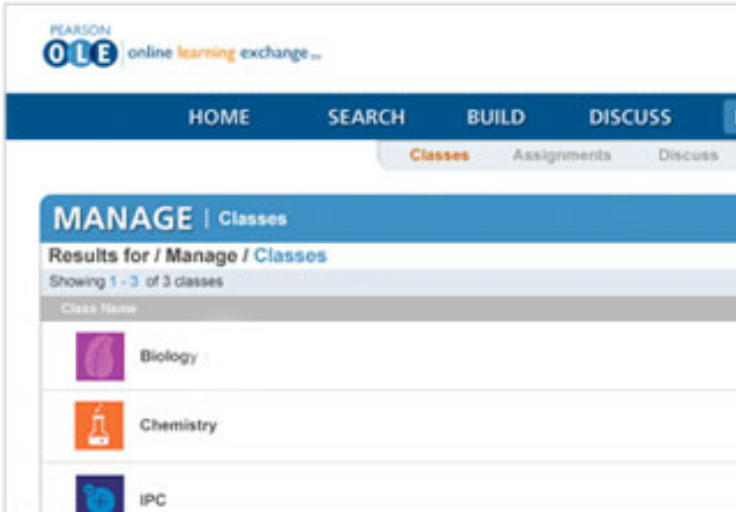 PEARSON
OLE online learning exchange
HOME SEARCH BUILD DISCUSS
Classes Assignments Discuss
MANAGE | Classes
Results for / Manage / Classes
Showing 1 - 3 of 3 classes
Class Name
Biology
Chemistry
IPC